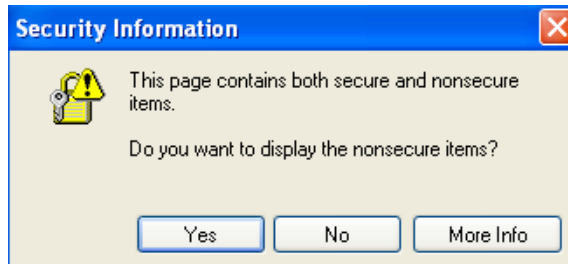 Security Information
This page contains both secure and nonsecure
items.
Do you want to display the nonsecure items?
Yes
No
More Info